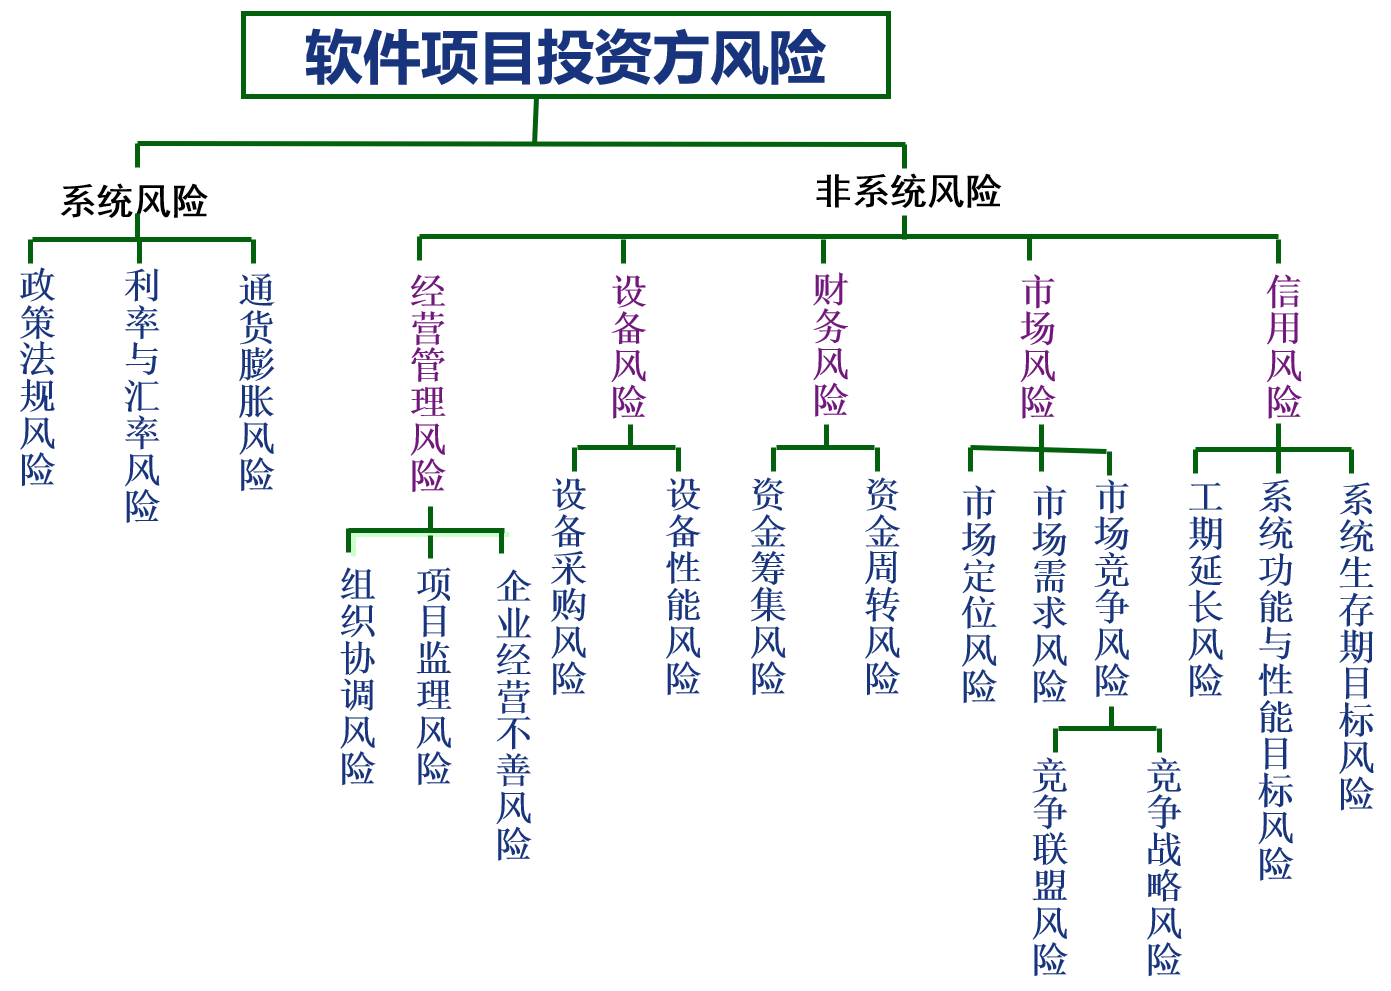 软件项目投资方风险
系统风险
非系统风险
政策法规风险
利率与汇率风险
通货膨胀风险
经营管理风险
设备风险
财务风险
市场风险
信用风险
组织协调风险
项目监理风险
企业经营不善风险
设备采购风险
设备性能风险
资金筹集风险
资金周转风险
市场定位风险
市场需求风险
市场竞争风险
工期延长风险
系统功能与性能目标风险
系统生存期目标风险
竞争联盟风险
竞争战略风险